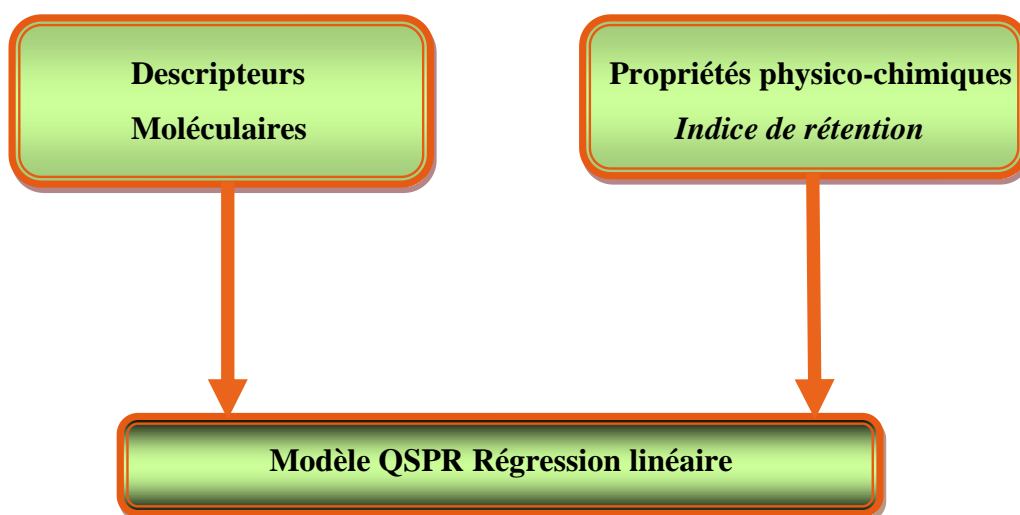 Descripteurs
Moléculaires
Propriétés physico-chimiques
Indice de rétention
Modèle QSPR Régression linéaire